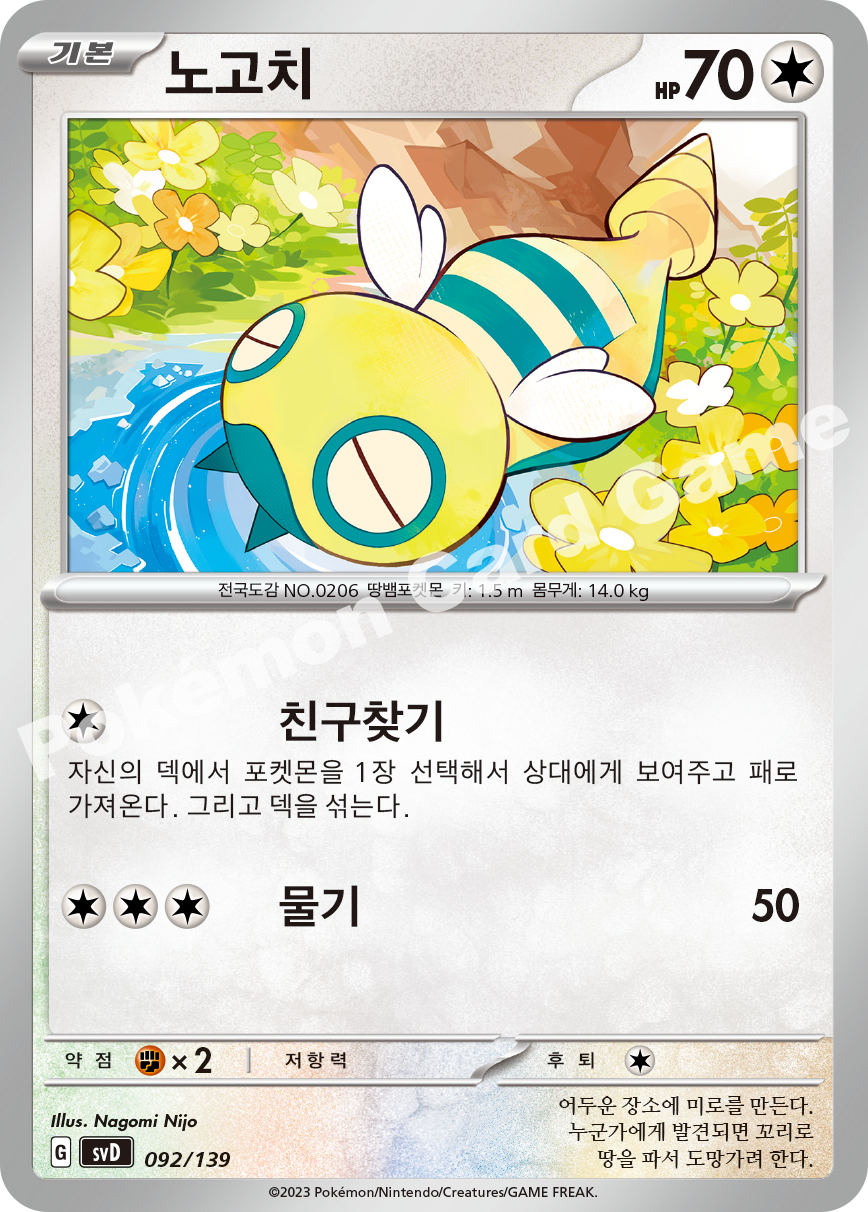 기본
노고치
HP 70
전국도감 NO.0206 땅뱀포켓몬 키: 1.5 m 몸무게: 14.0 kg
친구찾기
자신의 덱에서 포켓몬을 1장 선택해서 상대에게 보여주고 패로
가져온다. 그리고 덱을 섞는다.
물기 50
약점 ×2 저항력 후퇴
Illus. Nagomi Nijo
G svD 092/139
어두운 장소에 미로를 만든다.
누군가에게 발견되면 꼬리로
땅을 파서 도망가려 한다.
©2023 Pokémon/Nintendo/Creatures/GAME FREAK.
Pokémon Card Game